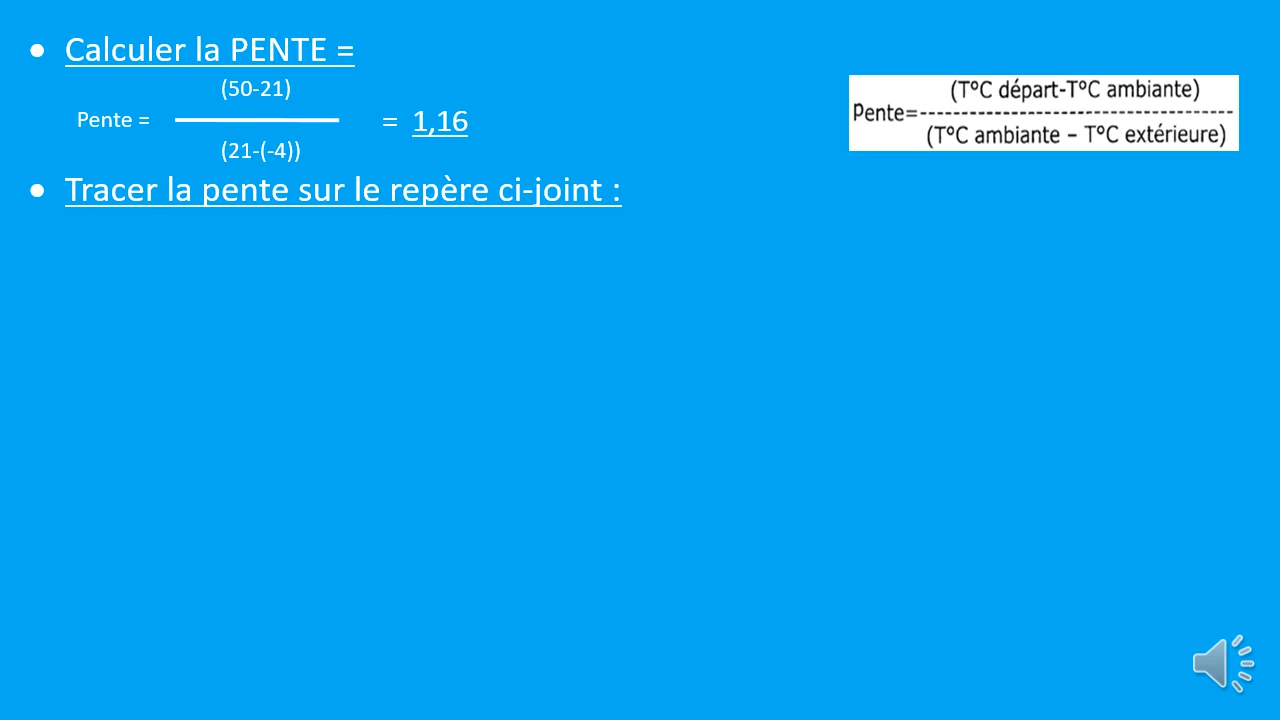 • Calculer la PENTE =
(50-21)
Pente = = 1,16
(21-(-4))
(T°C départ-T°C ambiante)
Pente=-----------------------------------
(T°C ambiante – T°C extérieure)
• Tracer la pente sur le repère ci-joint :